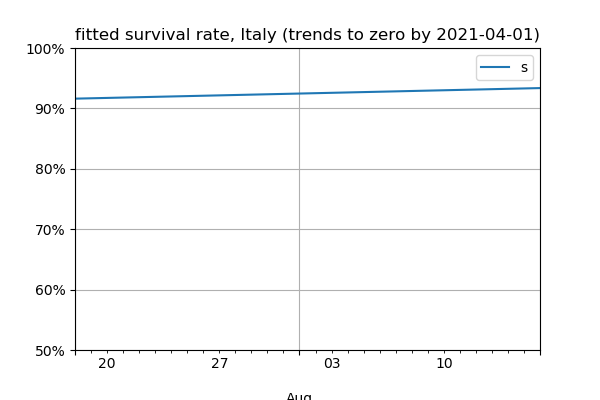 fitted survival rate, Italy (trends to zero by 2021-04-01)
100%
s
90%
80%
70%
60%
50%
20 27 03 10
Aug